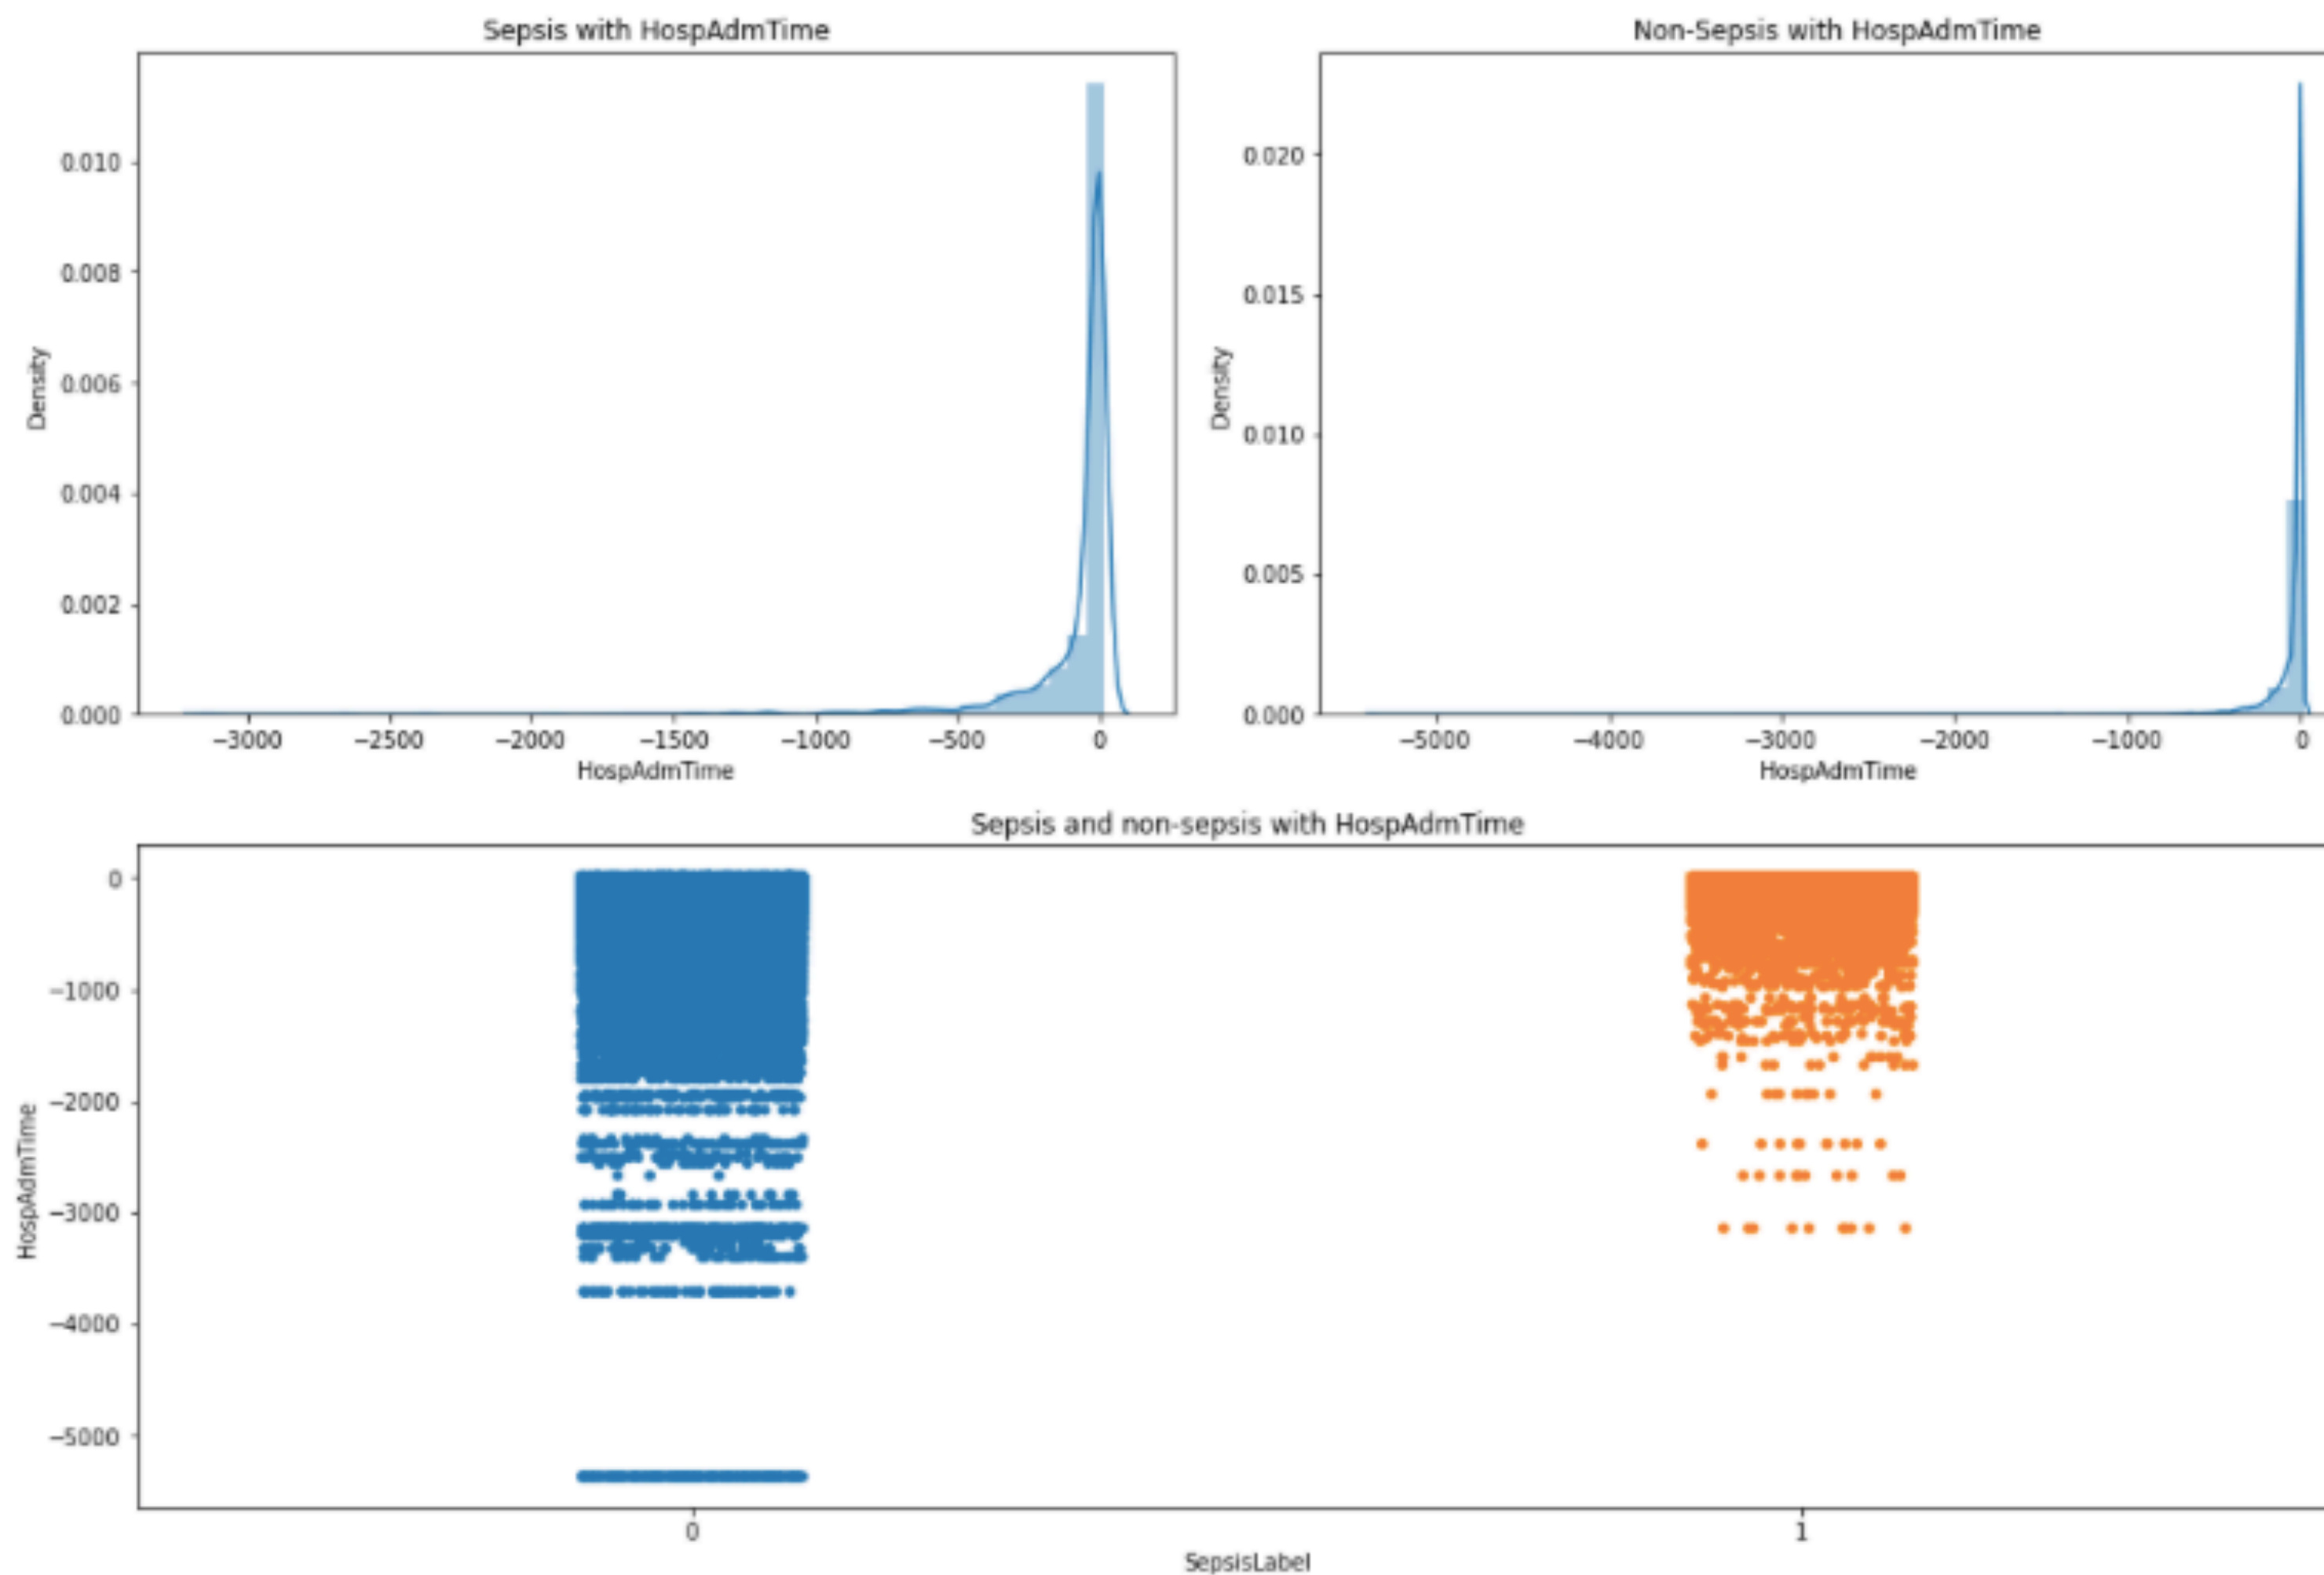 Sepsis with HospAdmTime
Density
0.010
0.008
0.006
0.004
0.002
0.000
−3000 −2500 −2000 −1500 −1000 −500 0
HospAdmTime
Non-Sepsis with HospAdmTime
Density
0.020
0.015
0.010
0.005
0.000
−5000 −4000 −3000 −2000 −1000 0
HospAdmTime
Sepsis and non-sepsis with HospAdmTime
HospAdmTime
0
−1000
−2000
−3000
−4000
−5000
0 1
SepsisLabel